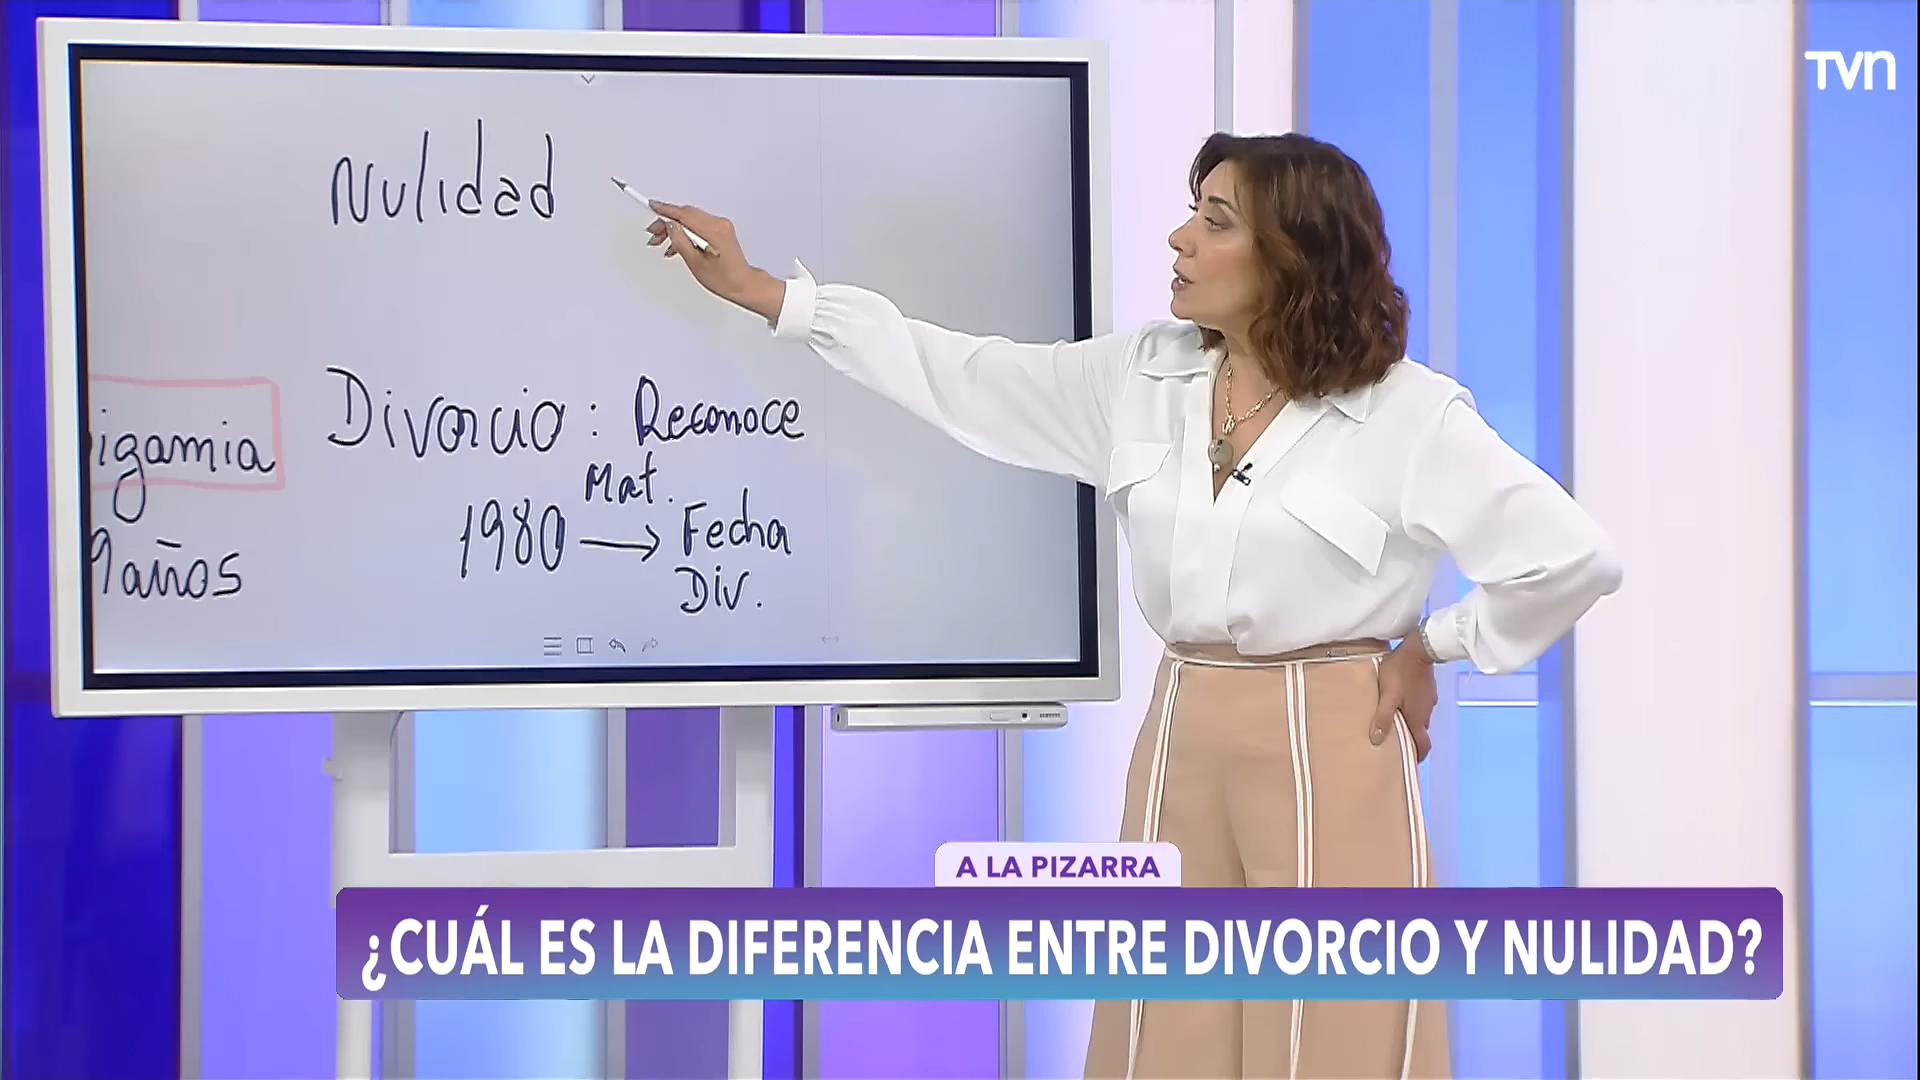 TVN
Nulidad
Divorcio : Reconoce
Mat.
1980 → Fecha
Div.
igamia
9 años
A LA PIZARRA
¿CUÁL ES LA DIFERENCIA ENTRE DIVORCIO Y NULIDAD?